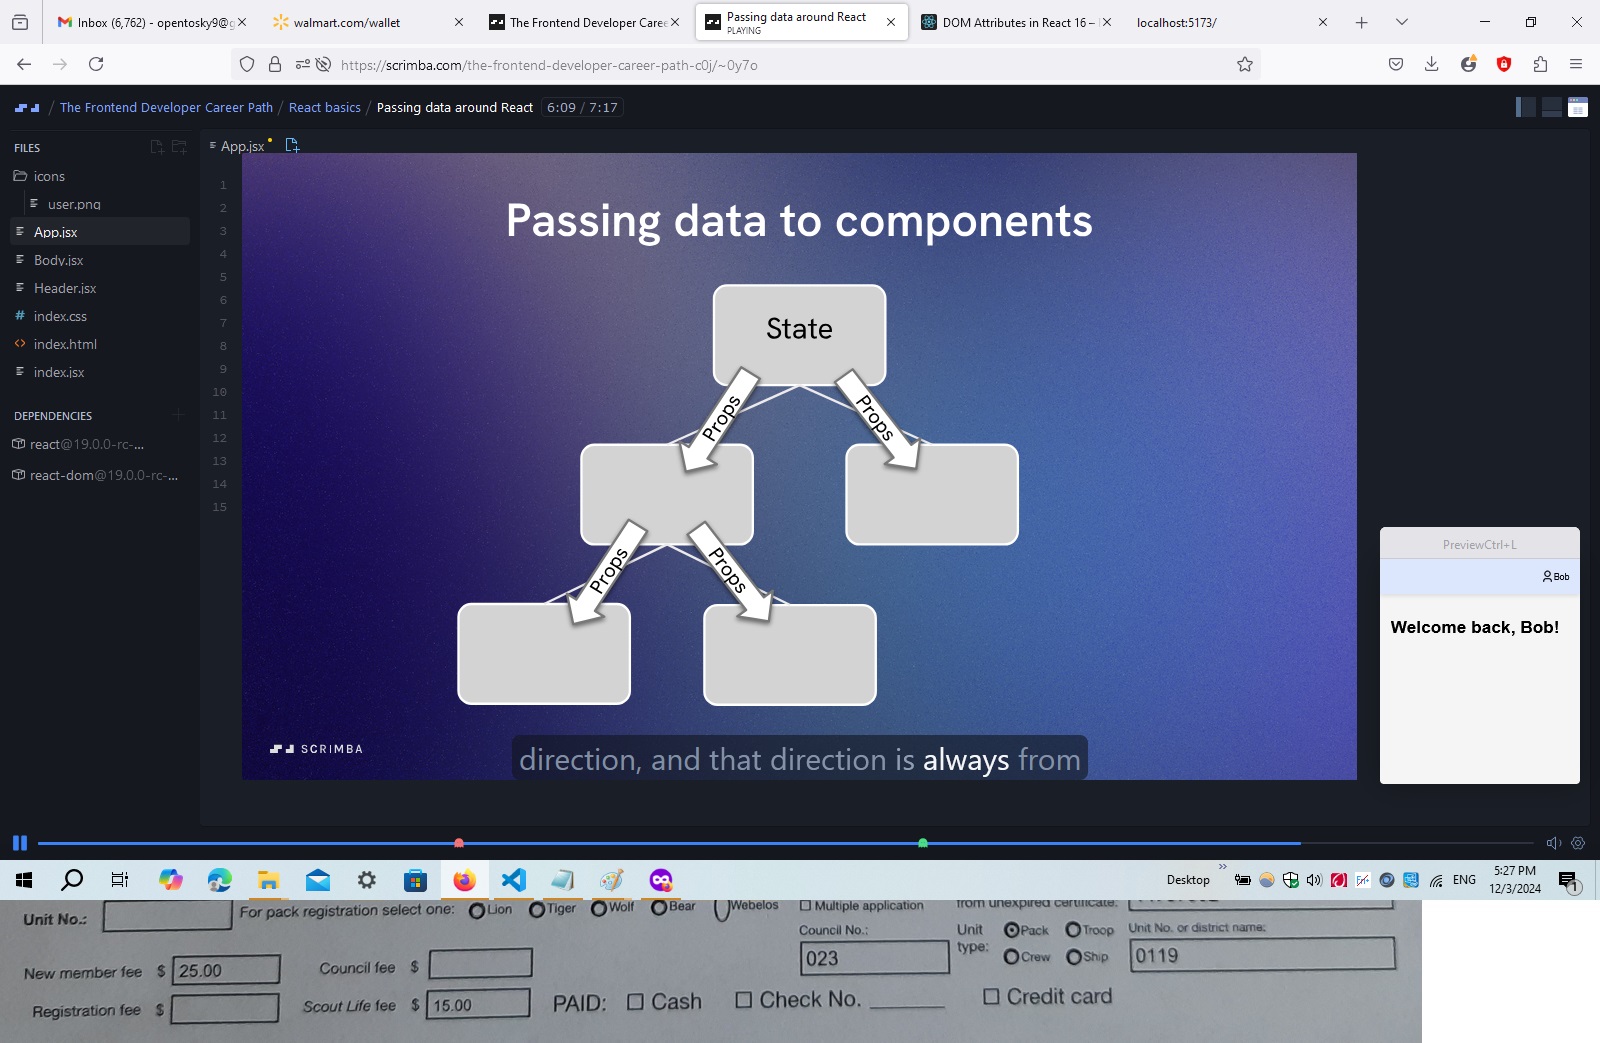 Inbox (6,762) - opentosky9@g
walmart.com/wallet
The Frontend Developer Caree
Passing data around React
PLAYING
DOM Attributes in React 16 –
localhost:5173/
https://scrimba.com/the-frontend-developer-career-path-c0j/~0y7o
/ The Frontend Developer Career Path / React basics / Passing data around React 6:09 / 7:17
FILES
icons
user.png
App.jsx
Body.jsx
Header.jsx
index.css
index.html
index.jsx
DEPENDENCIES
react@19.0.0-rc-...
react-dom@19.0.0-rc-...
App.jsx
1
2
3
4
5
6
7
8
9
10
11
12
13
14
15
Passing data to components
State
Props
Props
Props
Props
SCRIMBA
direction, and that direction is always from
PreviewCtrl+L
Bob
Welcome back, Bob!
Desktop
ENG
5:27 PM
12/3/2024
1
Unit No.:
For pack registration select one: Lion Tiger Wolf Bear Webelos
Multiple application
from unexpired certificate.
Council No.:
023
Unit type: Pack Troop Crew Ship
Unit No. or district name:
0119
New member fee $ 25.00
Council fee $
Registration fee $
Scout Life fee $ 15.00
PAID: Cash Check No. Credit card